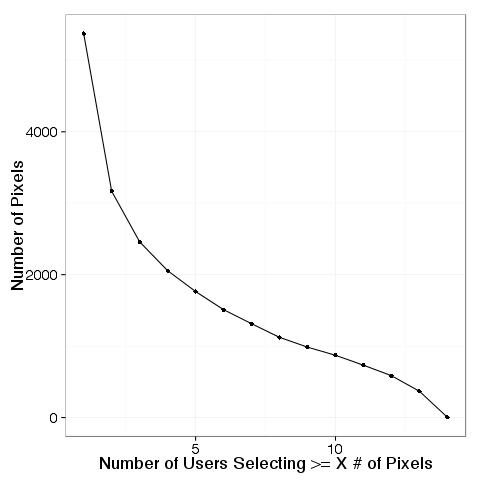 Number of Pixels
4000
2000
0
5
10
Number of Users Selecting >= X # of Pixels